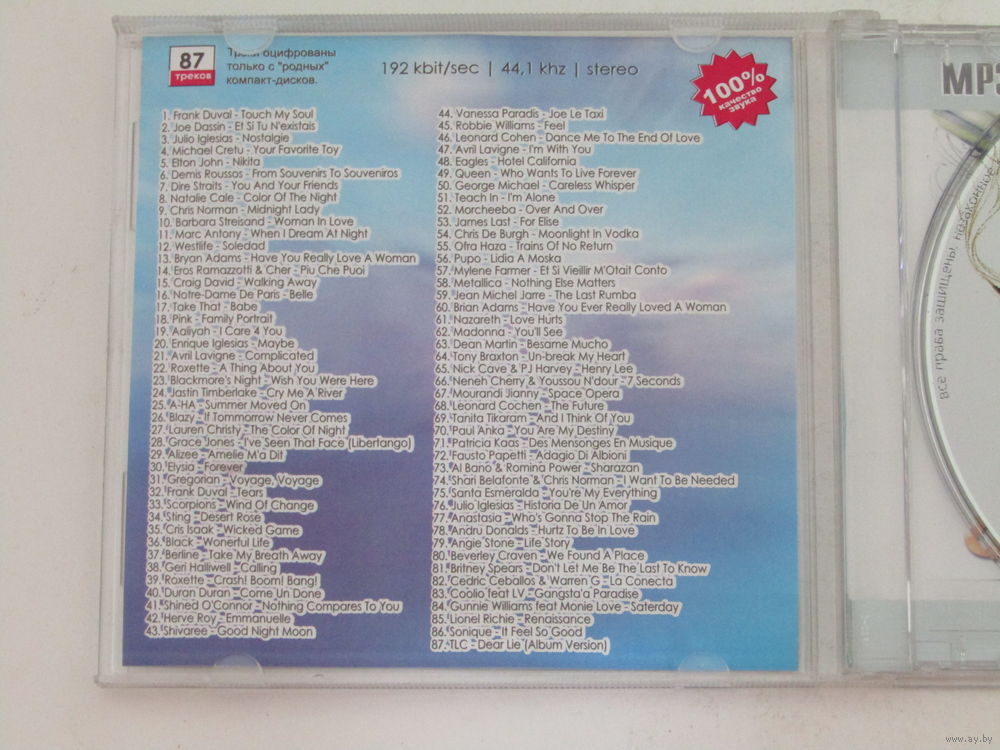 87
треков
Треки оцифрованы
только с "родных"
компакт-дисков.
192 kbit/sec | 44,1 khz | stereo
100%
качество
звука
1. Frank Duval - Touch My Soul
2. Joe Dassin - Et Si Tu N'existais
3. Julio Iglesias - Nostalgie
4. Michael Cretu - Your Favorite Toy
5. Elton John - Nikita
6. Demis Roussos - From Souvenirs To Souveniros
7. Dire Straits - You And Your Friends
8. Natalie Cale - Color Of The Night
9. Chris Norman - Midnight Lady
10. Barbara Streisand - Woman In Love
11. Marc Antony - When I Dream At Night
12. Westlife - Soledad
13. Bryan Adams - Have You Really Love A Woman
14. Eros Ramazzotti & Cher - Piu Che Puoi
15. Craig David - Walking Away
16. Notre-Dame De Paris - Belle
17. Take That - Babe
18. Pink - Family Portrait
19. Aaliyah - I Care 4 You
20. Enrique Iglesias - Maybe
21. Avril Lavigne - Complicated
22. Roxette - A Thing About You
23. Blackmore's Night - Wish You Were Here
24. Jastin Timberlake - Cry Me A River
25. A-HA - Summer Moved On
26. Blazy - If Tommorrow Never Comes
27. Lauren Christy - The Color Of Night
28. Grace Jones - I've Seen That Face (Libertango)
29. Alizee - Amelie M'a Dit
30. Elysia - Forever
31. Gregorian - Voyage, Voyage
32. Frank Duval - Tears
33. Scorpions - Wind Of Change
34. Sting - Desert Rose
35. Cris Isaak - Wicked Game
36. Black - Wonerful Life
37. Berline - Take My Breath Away
38. Geri Halliwell - Calling
39. Roxette - Crash! Boom! Bang!
40. Duran Duran - Come Un Done
41. Shined O'Connor - Nothing Compares To You
42. Herve Roy - Emmanuelle
43. Shivaree - Good Night Moon
44. Vanessa Paradis - Joe Le Taxi
45. Robbie Williams - Feel
46. Leonard Cohen - Dance Me To The End Of Love
47. Avril Lavigne - I'm With You
48. Eagles - Hotel California
49. Queen - Who Wants To Live Forever
50. George Michael - Careless Whisper
51. Teach In - I'm Alone
52. Morcheeba - Over And Over
53. James Last - For Elise
54. Chris De Burgh - Moonlight In Vodka
55. Ofra Haza - Trains Of No Return
56. Pupo - Lidia A Moska
57. Mylene Farmer - Et Si Vieillir M'Otait Conto
58. Metallica - Nothing Else Matters
59. Jean Michel Jarre - The Last Rumba
60. Brian Adams - Have You Ever Really Loved A Woman
61. Nazareth - Love Hurts
62. Madonna - You'll See
63. Dean Martin - Besame Mucho
64. Tony Braxton - Un-break My Heart
65. Nick Cave & PJ Harvey - Henry Lee
66. Neneh Cherry & Youssou N'dour - 7 Seconds
67. Mourandi Jianny - Space Opera
68. Leonard Cochen - The Future
69. Tanita Tikaram - And I Think Of You
70. Paul Anka - You Are My Destiny
71. Patricia Kaas - Des Mensonges En Musique
72. Fausto Papetti - Adagio Di Albioni
73. Al Bano & Romina Power - Sharazan
74. Shari Belafonte & Chris Norman - I Want To Be Needed
75. Santa Esmeralda - You're My Everything
76. Julio Iglesias - Historia De Un Amor
77. Anastasia - Who's Gonna Stop The Rain
78. Andru Donalds - Hurtz To Be In Love
79. Angie Stone - Life Story
80. Beverley Craven - We Found A Place
81. Britney Spears - Don't Let Me Be The Last To Know
82. Cedric Ceballos & Warren G - La Conecta
83. Coolio feat LV - Gangsta'a Paradise
84. Gunnie Williams feat Monie Love - Saterday
85. Lionel Richie - Renaissance
86. Sonique - It Feel So Good
87. TLC - Dear Lie (Album Version)
MP3
Все права защищены.
www.ay.by